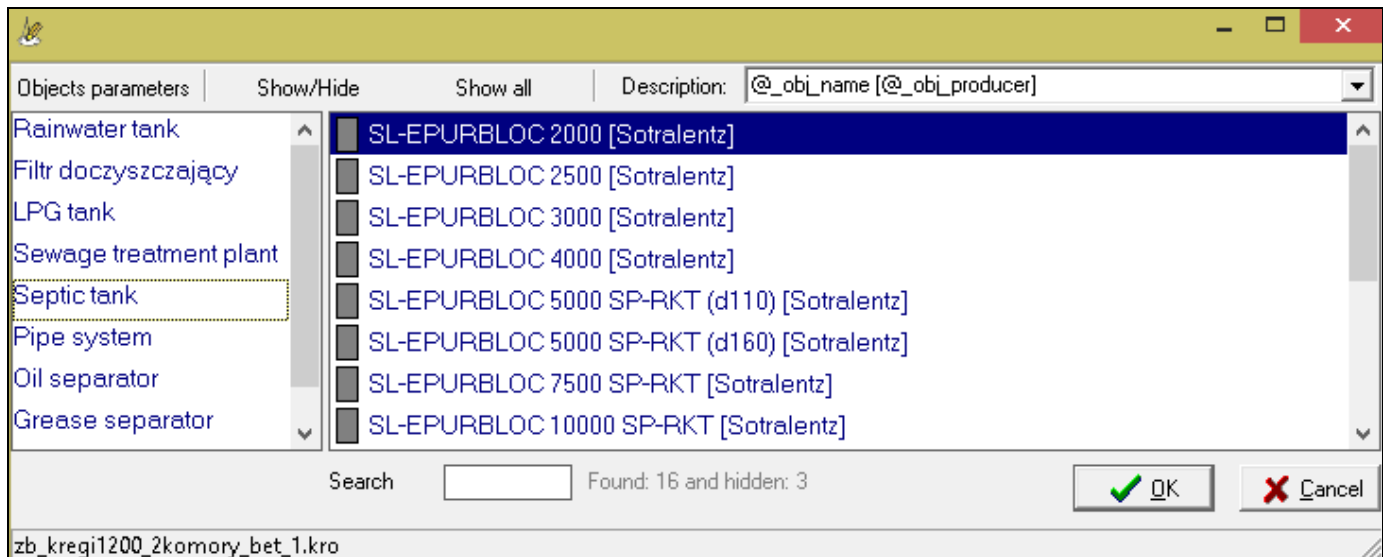 Objects parameters Show/Hide Show all Description: @_obj_name [@_obj_producer]
Rainwater tank
Filtr doczyszczający
LPG tank
Sewage treatment plant
Septic tank
Pipe system
Oil separator
Grease separator
SL-EPURBLOC 2000 [Sotralentz]
SL-EPURBLOC 2500 [Sotralentz]
SL-EPURBLOC 3000 [Sotralentz]
SL-EPURBLOC 4000 [Sotralentz]
SL-EPURBLOC 5000 SP-RKT (d110) [Sotralentz]
SL-EPURBLOC 5000 SP-RKT (d160) [Sotralentz]
SL-EPURBLOC 7500 SP-RKT [Sotralentz]
SL-EPURBLOC 10000 SP-RKT [Sotralentz]
Search Found: 16 and hidden: 3 OK Cancel
zb_kregi1200_2komory_bet_1.kro